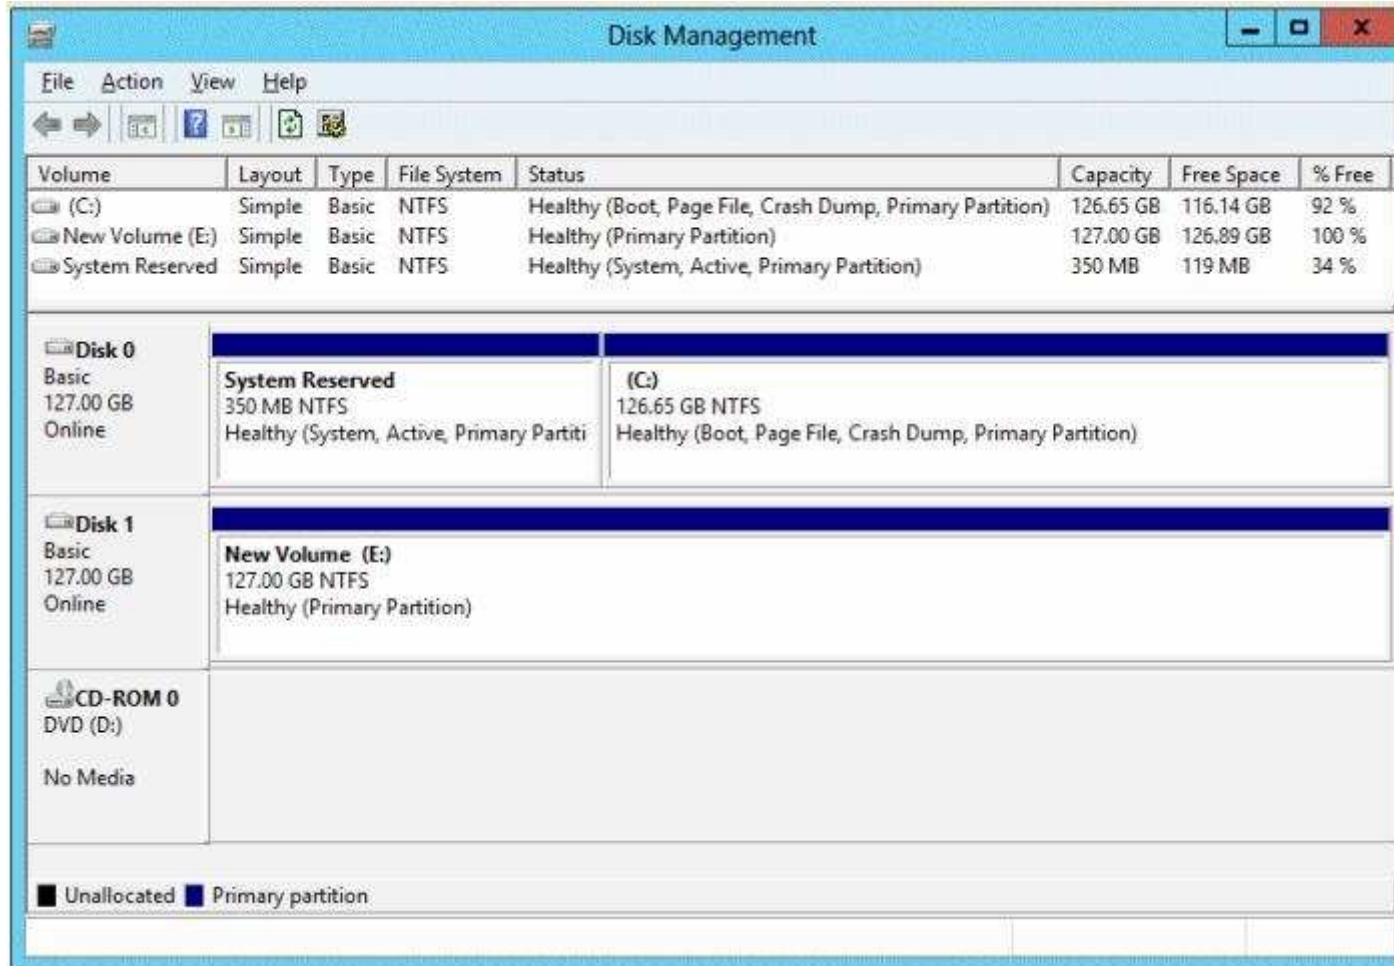 Disk Management
File Action View Help
Volume Layout Type File System Status Capacity Free Space % Free
(C:) Simple Basic NTFS Healthy (Boot, Page File, Crash Dump, Primary Partition) 126.65 GB 116.14 GB 92 %
New Volume (E:) Simple Basic NTFS Healthy (Primary Partition) 127.00 GB 126.89 GB 100 %
System Reserved Simple Basic NTFS Healthy (System, Active, Primary Partition) 350 MB 119 MB 34 %
Disk 0
Basic
127.00 GB
Online
System Reserved
350 MB NTFS
Healthy (System, Active, Primary Partiti
(C:)
126.65 GB NTFS
Healthy (Boot, Page File, Crash Dump, Primary Partition)
Disk 1
Basic
127.00 GB
Online
New Volume (E:)
127.00 GB NTFS
Healthy (Primary Partition)
CD-ROM 0
DVD (D:)
No Media
Unallocated Primary partition